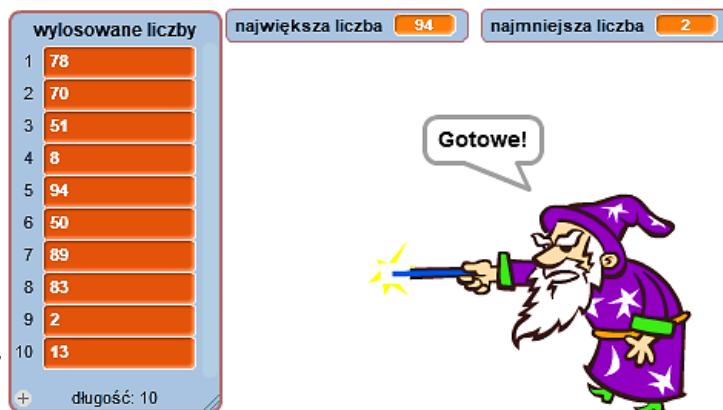 wylosowane liczby
1 78
2 70
3 51
4 8
5 94
6 50
7 89
8 83
9 2
10 13
+ długość: 10
największa liczba 94
najmniejsza liczba 2
Gotowe!